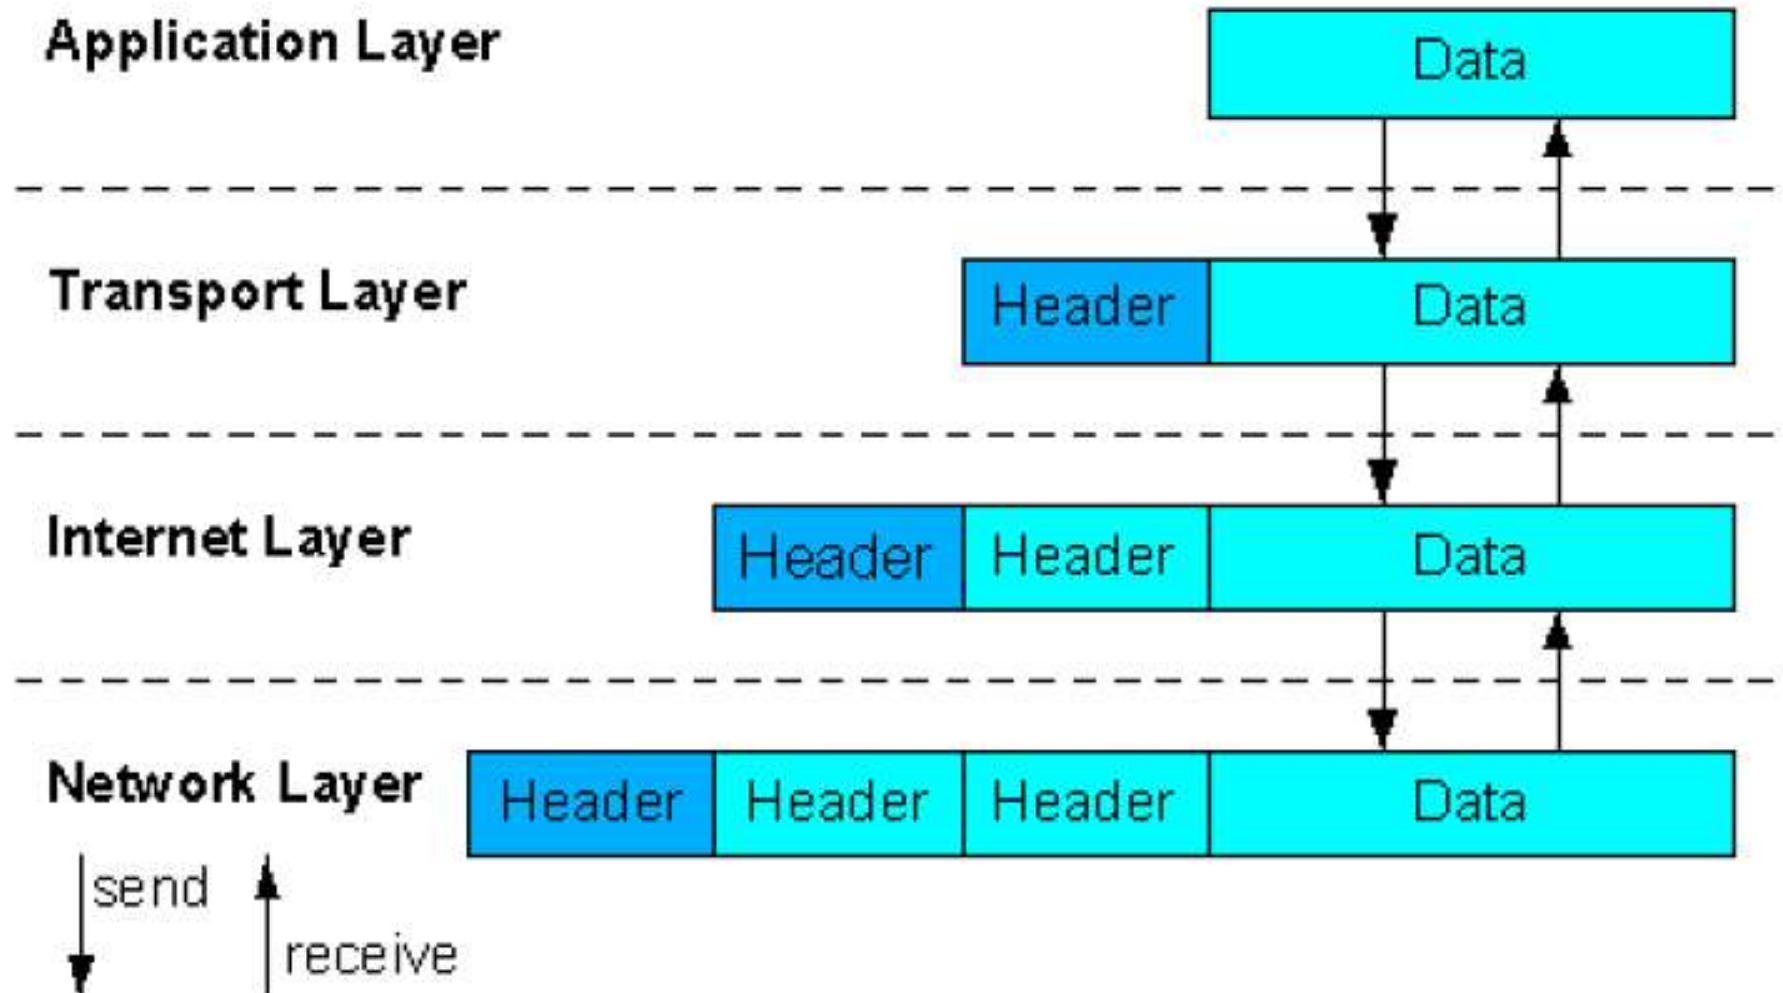 Application Layer
Data
Transport Layer
Header Data
Internet Layer
Header Header Data
Network Layer
Header Header Header Data
send
receive